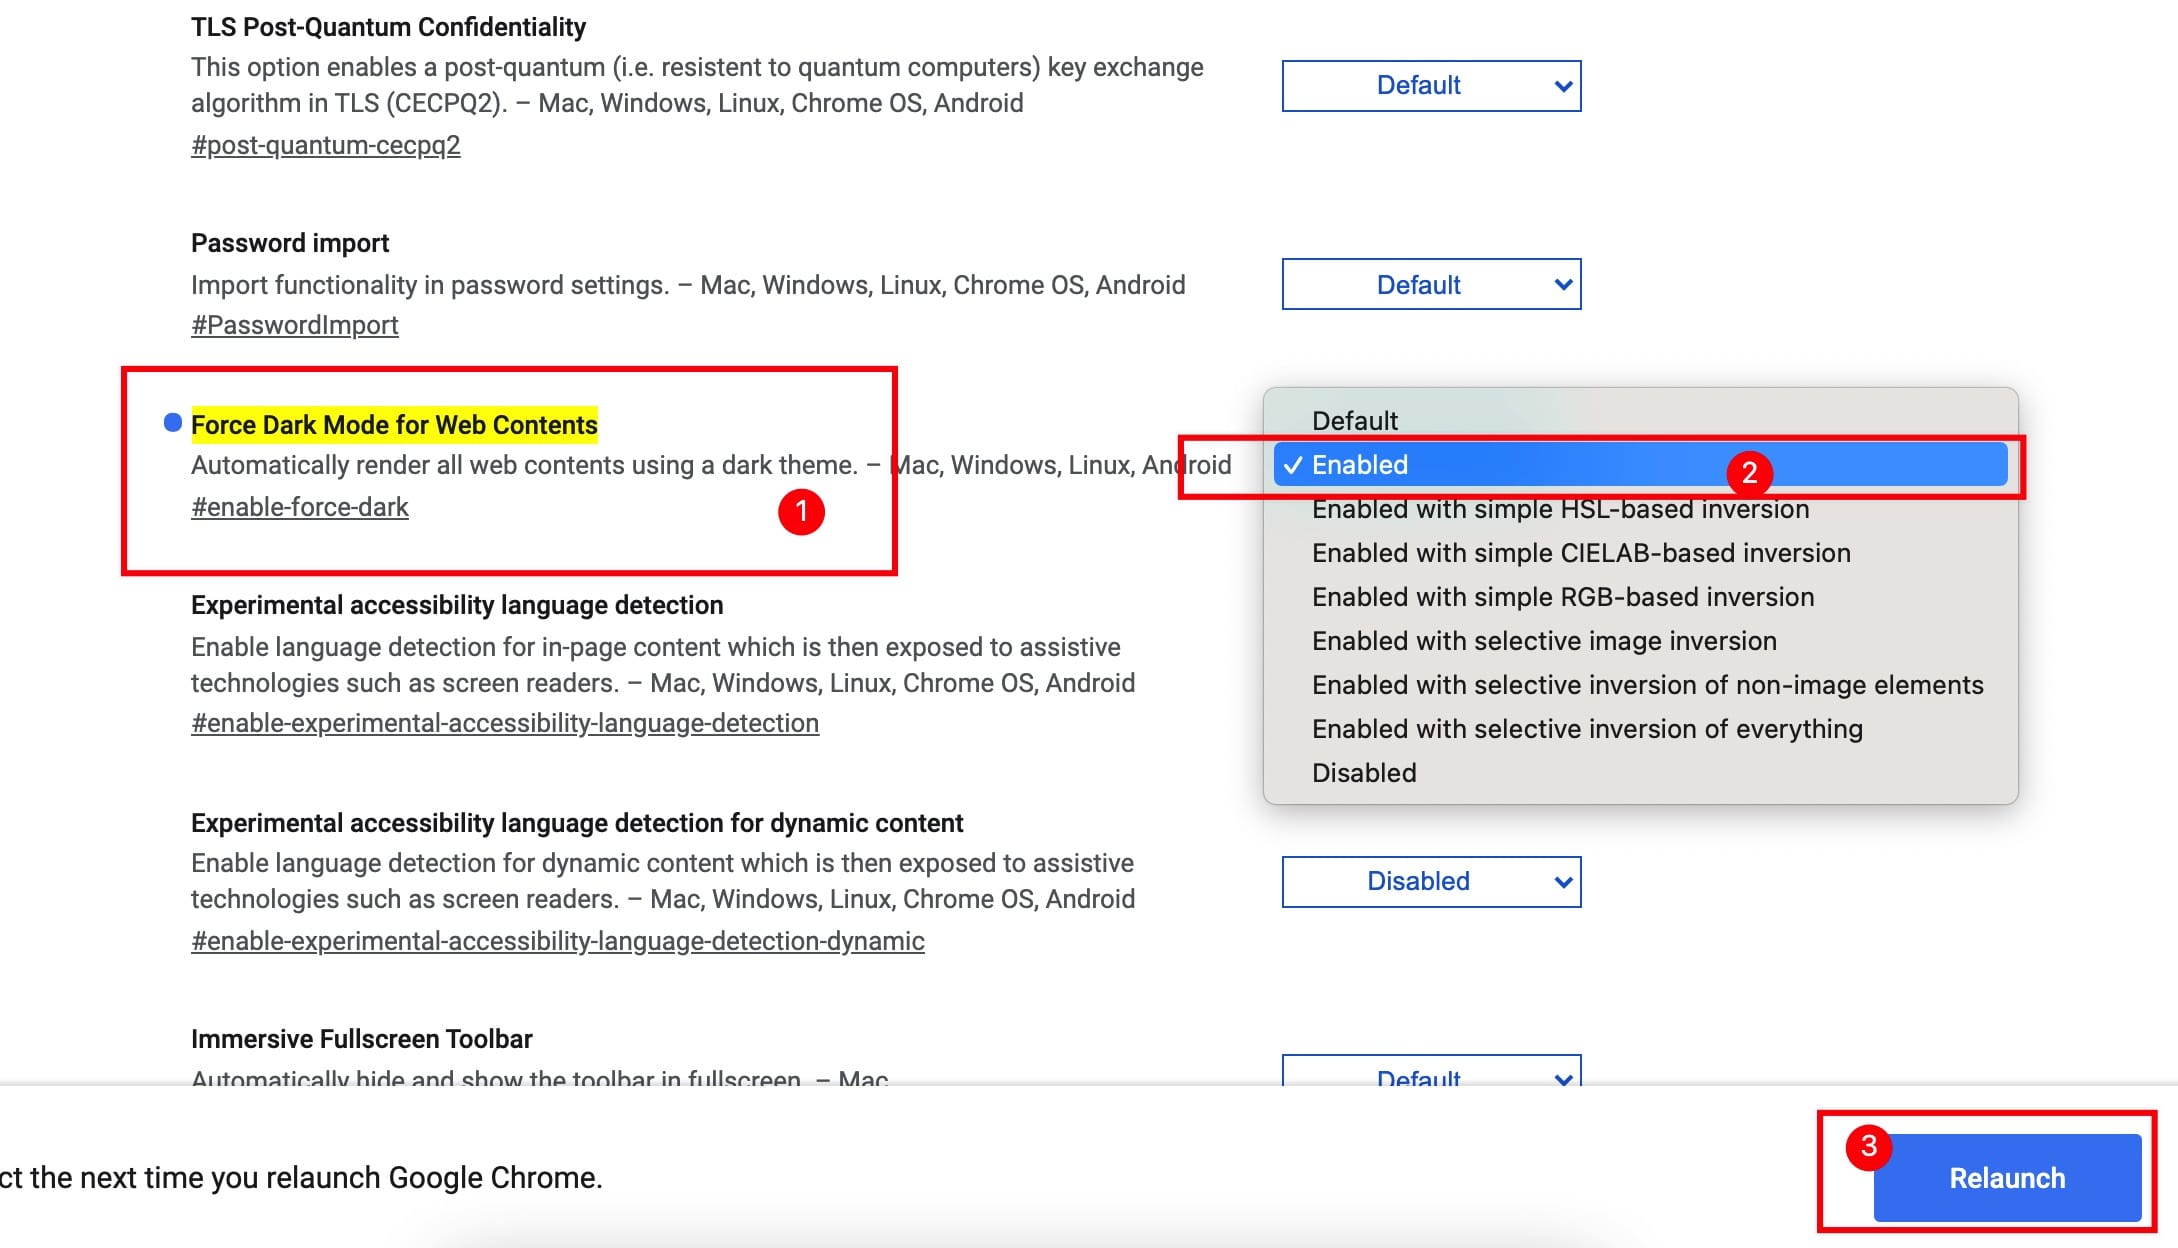 TLS Post-Quantum Confidentiality
This option enables a post-quantum (i.e. resistent to quantum computers) key exchange
algorithm in TLS (CECPQ2). – Mac, Windows, Linux, Chrome OS, Android
#post-quantum-cecpq2
Default
Password import
Import functionality in password settings. – Mac, Windows, Linux, Chrome OS, Android
#PasswordImport
Default
Force Dark Mode for Web Contents
Automatically render all web contents using a dark theme. – Mac, Windows, Linux, Android
#enable-force-dark
1
Default
Enabled
2
Enabled with simple HSL-based inversion
Enabled with simple CIELAB-based inversion
Enabled with simple RGB-based inversion
Enabled with selective image inversion
Enabled with selective inversion of non-image elements
Enabled with selective inversion of everything
Disabled
Experimental accessibility language detection
Enable language detection for in-page content which is then exposed to assistive
technologies such as screen readers. – Mac, Windows, Linux, Chrome OS, Android
#enable-experimental-accessibility-language-detection
Experimental accessibility language detection for dynamic content
Enable language detection for dynamic content which is then exposed to assistive
technologies such as screen readers. – Mac, Windows, Linux, Chrome OS, Android
#enable-experimental-accessibility-language-detection-dynamic
Disabled
Immersive Fullscreen Toolbar
Automatically hide and show the toolbar in fullscreen. – Mac
Default
ct the next time you relaunch Google Chrome.
3
Relaunch